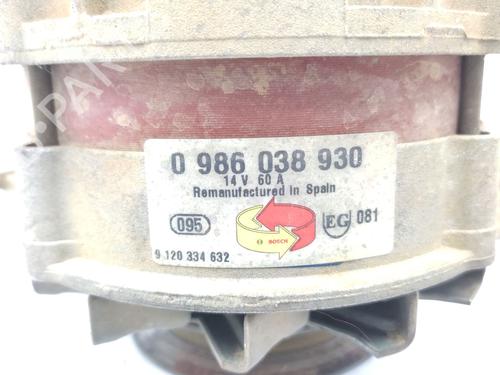 0 986 038 930
14 V 60 A
Remanufactured in Spain
095
BOSCH
EG 081
9 120 334 632